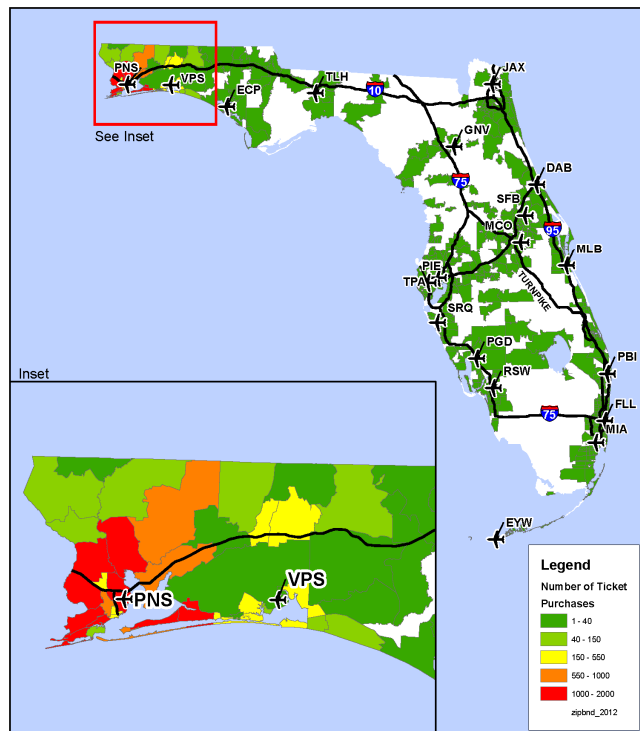 PNS
VPS
ECP
TLH
10
JAX
See Inset
GNV
75
DAB
SFB
MCO
95
MLB
PIE
TPA
TURNPIKE
SRQ
PGD
PBI
RSW
Inset
75
FLL
MIA
EYW
VPS
PNS
Legend
Number of Ticket
Purchases
1 - 40
40 - 150
150 - 550
550 - 1000
1000 - 2000
zipbnd_2012